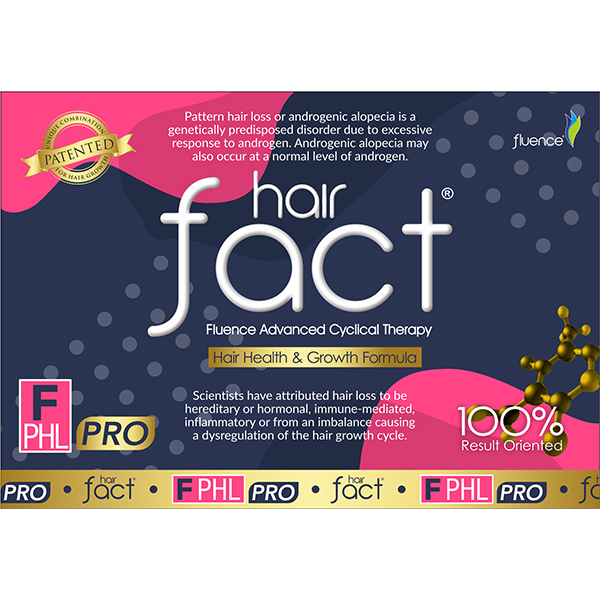 UNIQUE COMBINATION
PATENTED
FOR HAIR GROWTH
Pattern hair loss or androgenic alopecia is a
genetically predisposed disorder due to excessive
response to androgen. Androgenic alopecia may
also occur at a normal level of androgen.
fluence
hair
fact®
Fluence Advanced Cyclical Therapy
Hair Health & Growth Formula
Scientists have attributed hair loss to be
hereditary or hormonal, immune-mediated,
inflammatory or from an imbalance causing
a dysregulation of the hair growth cycle.
F
PHL
PRO
100%
Result Oriented
PRO • hair fact® • F PHL PRO • hair fact® • F PHL PRO • fa